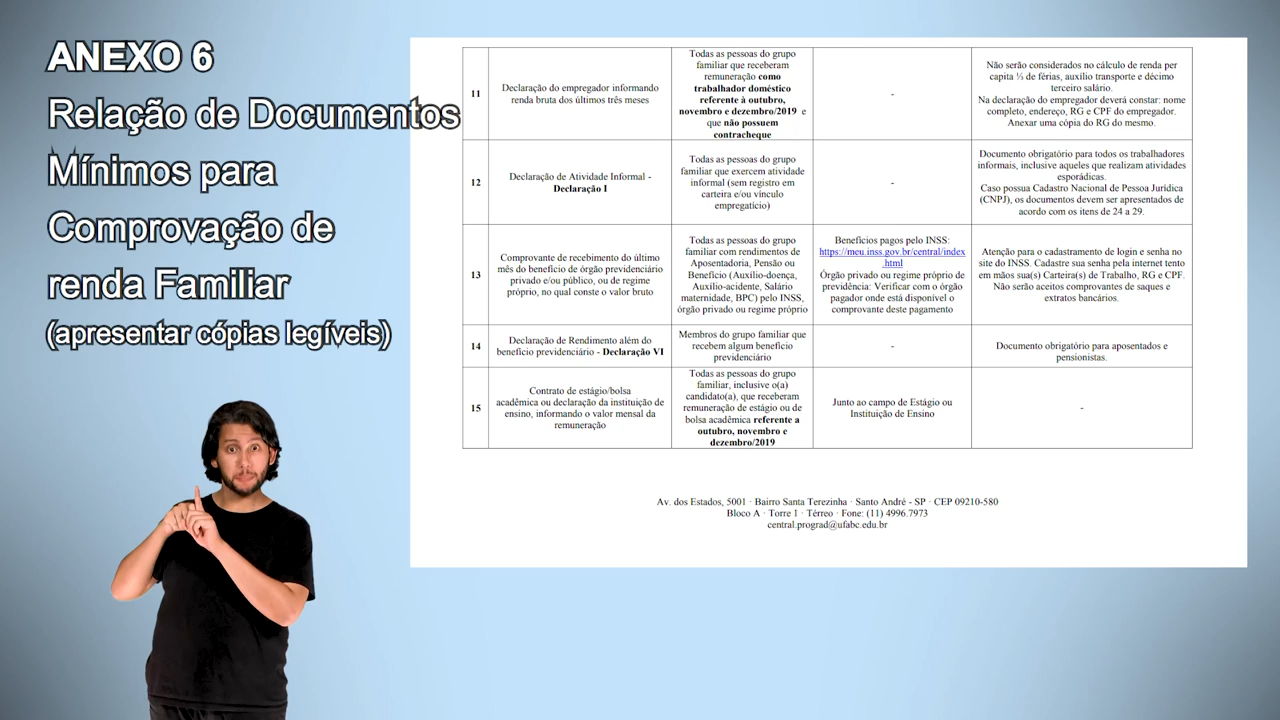 ANEXO 6
Relação de Documentos
Mínimos para
Comprovação de
renda Familiar
(apresentar cópias legíveis)
11
Declaração do empregador informando
renda bruta dos últimos três meses
Todas as pessoas do grupo
familiar que receberam
remuneração como
trabalhador doméstico
referente à outubro,
novembro e dezembro/2019 e
que não possuem
contracheque
-
Não serão considerados no cálculo de renda per
capita ⅓ de férias, auxílio transporte e décimo
terceiro salário.
Na declaração do empregador deverá constar: nome
completo, endereço, RG e CPF do empregador.
Anexar uma cópia do RG do mesmo.
12
Declaração de Atividade Informal -
Declaração I
Todas as pessoas do grupo
familiar que exercem atividade
informal (sem registro em
carteira e/ou vínculo
empregatício)
-
Documento obrigatório para todos os trabalhadores
informais, inclusive aqueles que realizam atividades
esporádicas.
Caso possua Cadastro Nacional de Pessoa Jurídica
(CNPJ), os documentos devem ser apresentados de
acordo com os itens de 24 a 29.
13
Comprovante de recebimento do último
mês do benefício de órgão previdenciário
privado e/ou público, ou de regime
próprio, no qual conste o valor bruto
Todas as pessoas do grupo
familiar com rendimentos de
Aposentadoria, Pensão ou
Benefício (Auxílio-doença,
Auxílio-acidente, Salário
maternidade, BPC) pelo INSS,
órgão privado ou regime próprio
Benefícios pagos pelo INSS:
https://meu.inss.gov.br/central/index
.html
Órgão privado ou regime próprio de
previdência: Verificar com o órgão
pagador onde está disponível o
comprovante deste pagamento
Atenção para o cadastramento de login e senha no
site do INSS. Cadastre sua senha pela internet tento
em mãos sua(s) Carteira(s) de Trabalho, RG e CPF.
Não serão aceitos comprovantes de saques e
extratos bancários.
14
Declaração de Rendimento além do
benefício previdenciário - Declaração VI
Membros do grupo familiar que
recebem algum benefício
previdenciário
-
Documento obrigatório para aposentados e
pensionistas.
15
Contrato de estágio/bolsa
acadêmica ou declaração da instituição de
ensino, informando o valor mensal da
remuneração
Todas as pessoas do grupo
familiar, inclusive o(a)
candidato(a), que receberam
remuneração de estágio ou de
bolsa acadêmica referente a
outubro, novembro e
dezembro/2019
Junto ao campo de Estágio ou
Instituição de Ensino
-
Av. dos Estados, 5001 · Bairro Santa Terezinha · Santo André - SP · CEP 09210-580
Bloco A · Torre 1 · Térreo · Fone: (11) 4996.7973
central.prograd@ufabc.edu.br